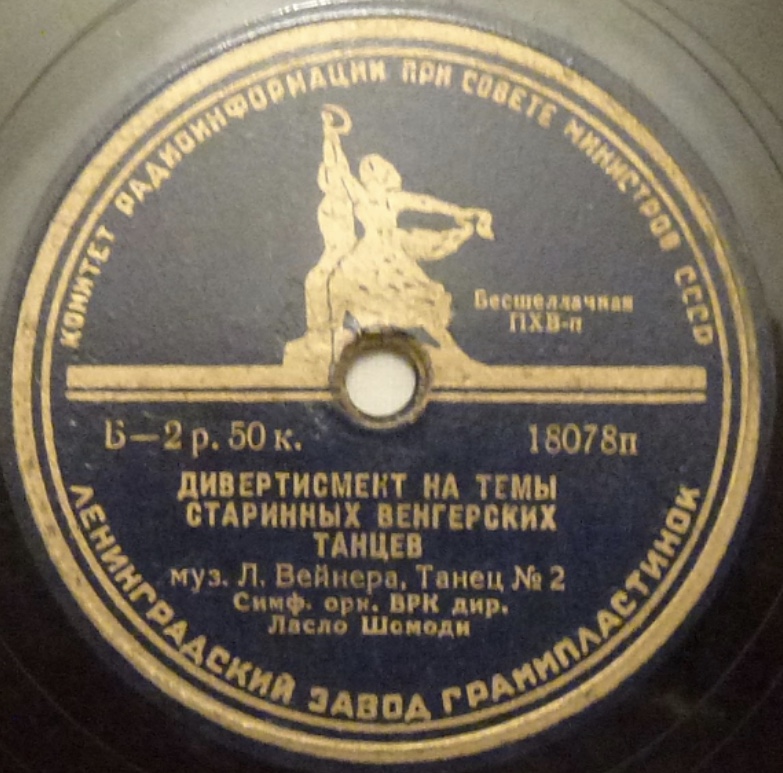 КОМИТЕТ РАДИОИНФОРМАЦИИ ПРИ СОВЕТЕ МИНИСТРОВ СССР
Бесшеллачная
ПХВ-п
Б—2 р. 50 к.
18078п
ДИВЕРТИСМЕНТ НА ТЕМЫ
СТАРИННЫХ ВЕНГЕРСКИХ
ТАНЦЕВ
муз. Л. Вейнера, Танец № 2
Симф. орк. ВРК дир.
Ласло Шомоди
ЛЕНИНГРАДСКИЙ ЗАВОД ГРАМПЛАСТИНОК